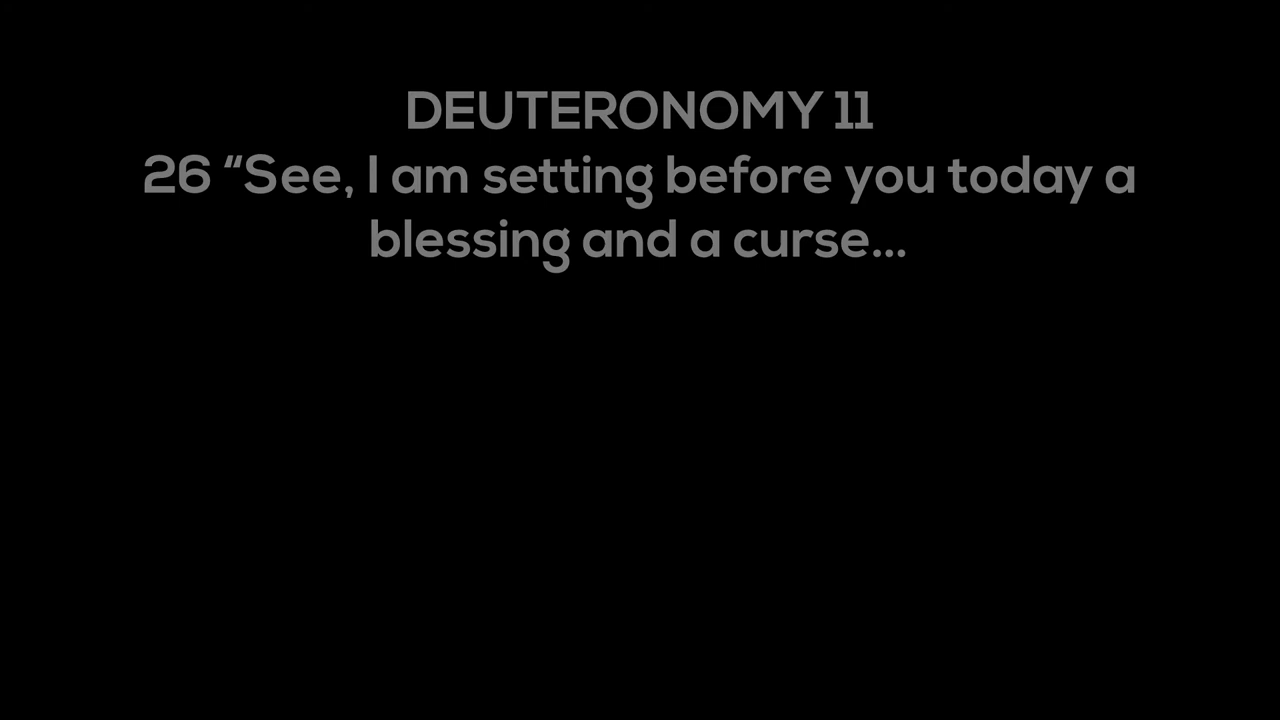 DEUTERONOMY 11
26 “See, I am setting before you today a
blessing and a curse...